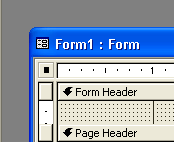 Form1 : Form
1
Form Header
Page Header